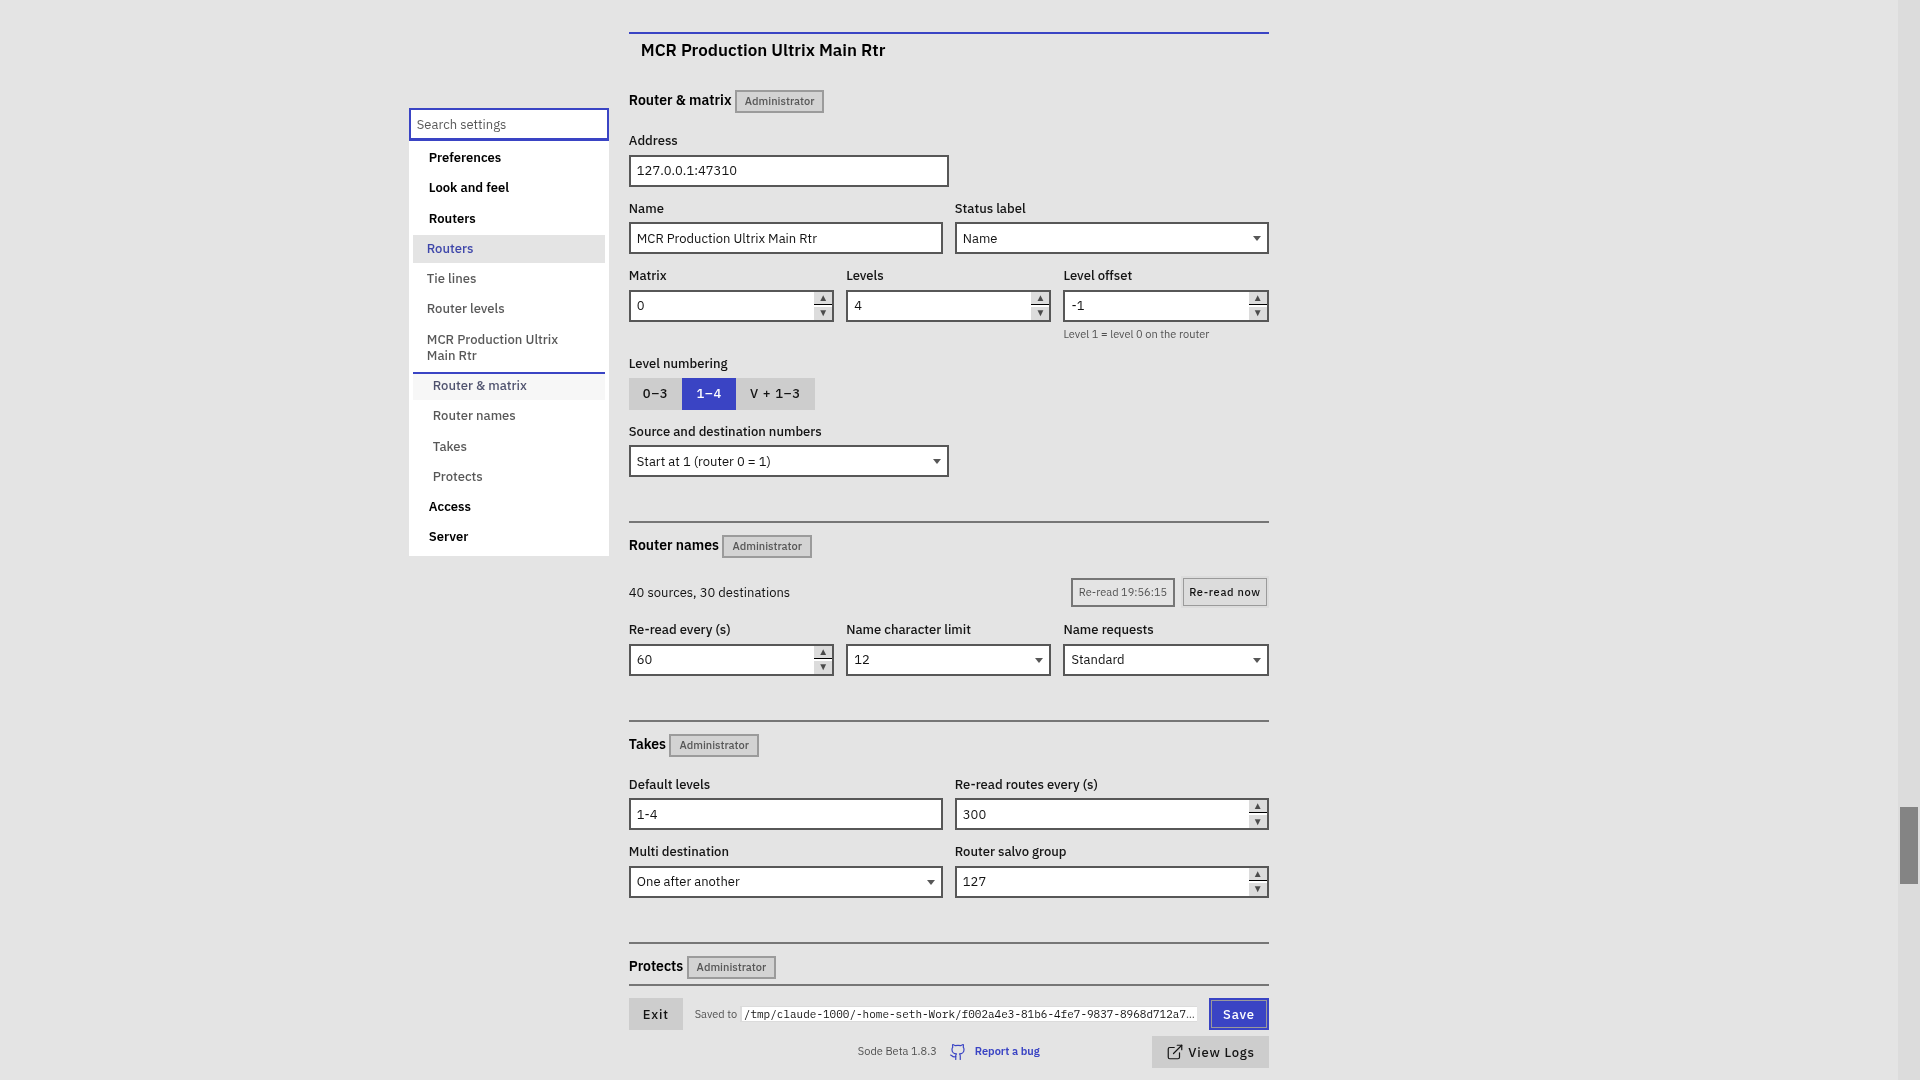 MCR Production Ultrix Main Rtr
Search settings
Preferences
Look and feel
Routers
Routers
Tie lines
Router levels
MCR Production Ultrix
Main Rtr
Router & matrix
Router names
Takes
Protects
Access
Server
Router & matrix Administrator
Address
127.0.0.1:47310
Name Status label
MCR Production Ultrix Main Rtr Name
Matrix Levels Level offset
0 4 -1
Level 1 = level 0 on the router
Level numbering
0–3 1–4 V + 1–3
Source and destination numbers
Start at 1 (router 0 = 1)
Router names Administrator
40 sources, 30 destinations Re-read 19:56:15 Re-read now
Re-read every (s) Name character limit Name requests
60 12 Standard
Takes Administrator
Default levels Re-read routes every (s)
1-4 300
Multi destination Router salvo group
One after another 127
Protects Administrator
Exit Saved to /tmp/claude-1000/-home-seth-Work/f002a4e3-81b6-4fe7-9837-8968d712a7... Save
Sode Beta 1.8.3 Report a bug View Logs